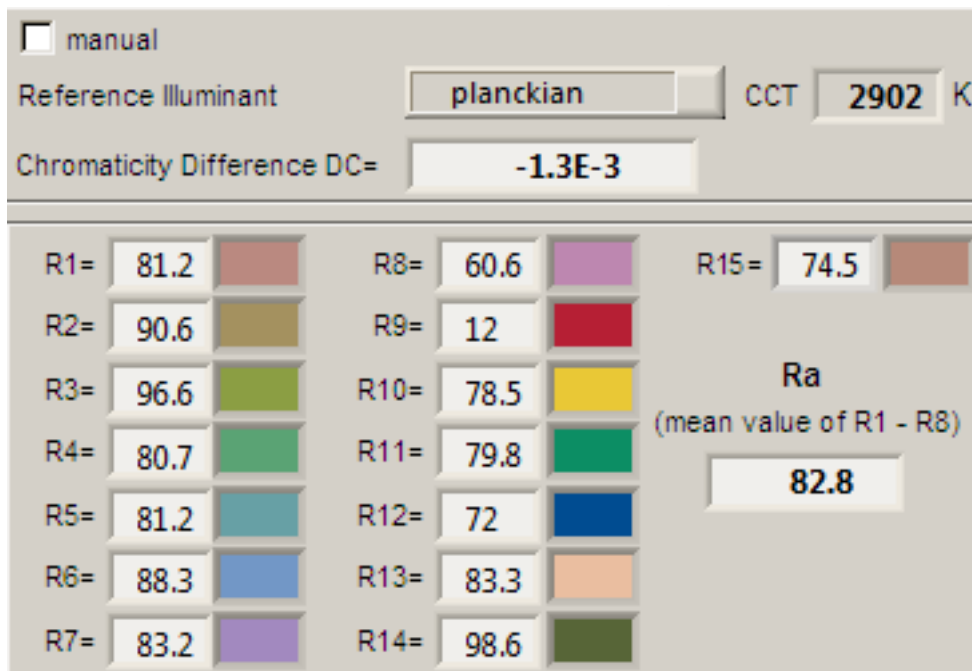 manual
Reference Illuminant planckian CCT 2902 K
Chromaticity Difference DC= -1.3E-3
R1= 81.2 R8= 60.6 R15= 74.5
R2= 90.6 R9= 12
R3= 96.6 R10= 78.5
Ra
(mean value of R1 - R8)
R4= 80.7 R11= 79.8
82.8
R5= 81.2 R12= 72
R6= 88.3 R13= 83.3
R7= 83.2 R14= 98.6